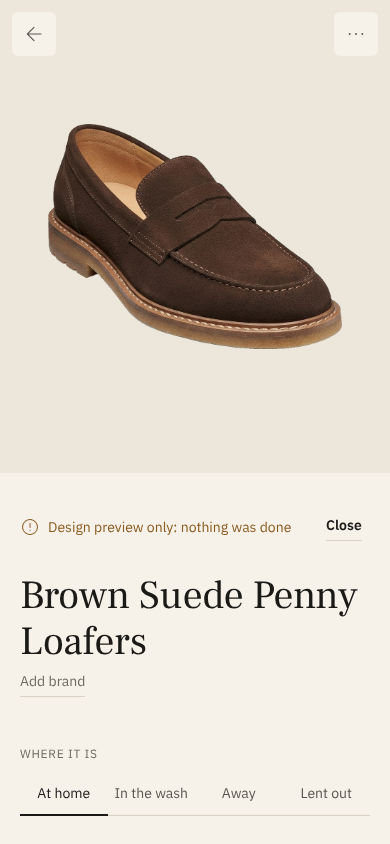 Design preview only: nothing was done
Close
Brown Suede Penny
Loafers
Add brand
WHERE IT IS
At home
In the wash
Away
Lent out